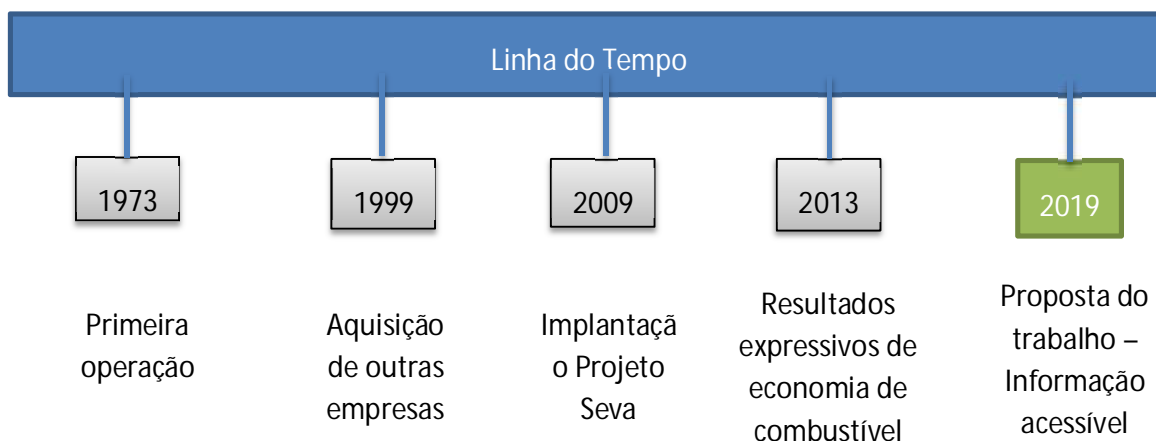 Linha do Tempo
1973
1999
2009
2013
2019
Primeira
operação
Aquisição
de outras
empresas
Implantaçã
o Projeto
Seva
Resultados
expressivos de
economia de
combustível
Proposta do
trabalho –
Informação
acessível